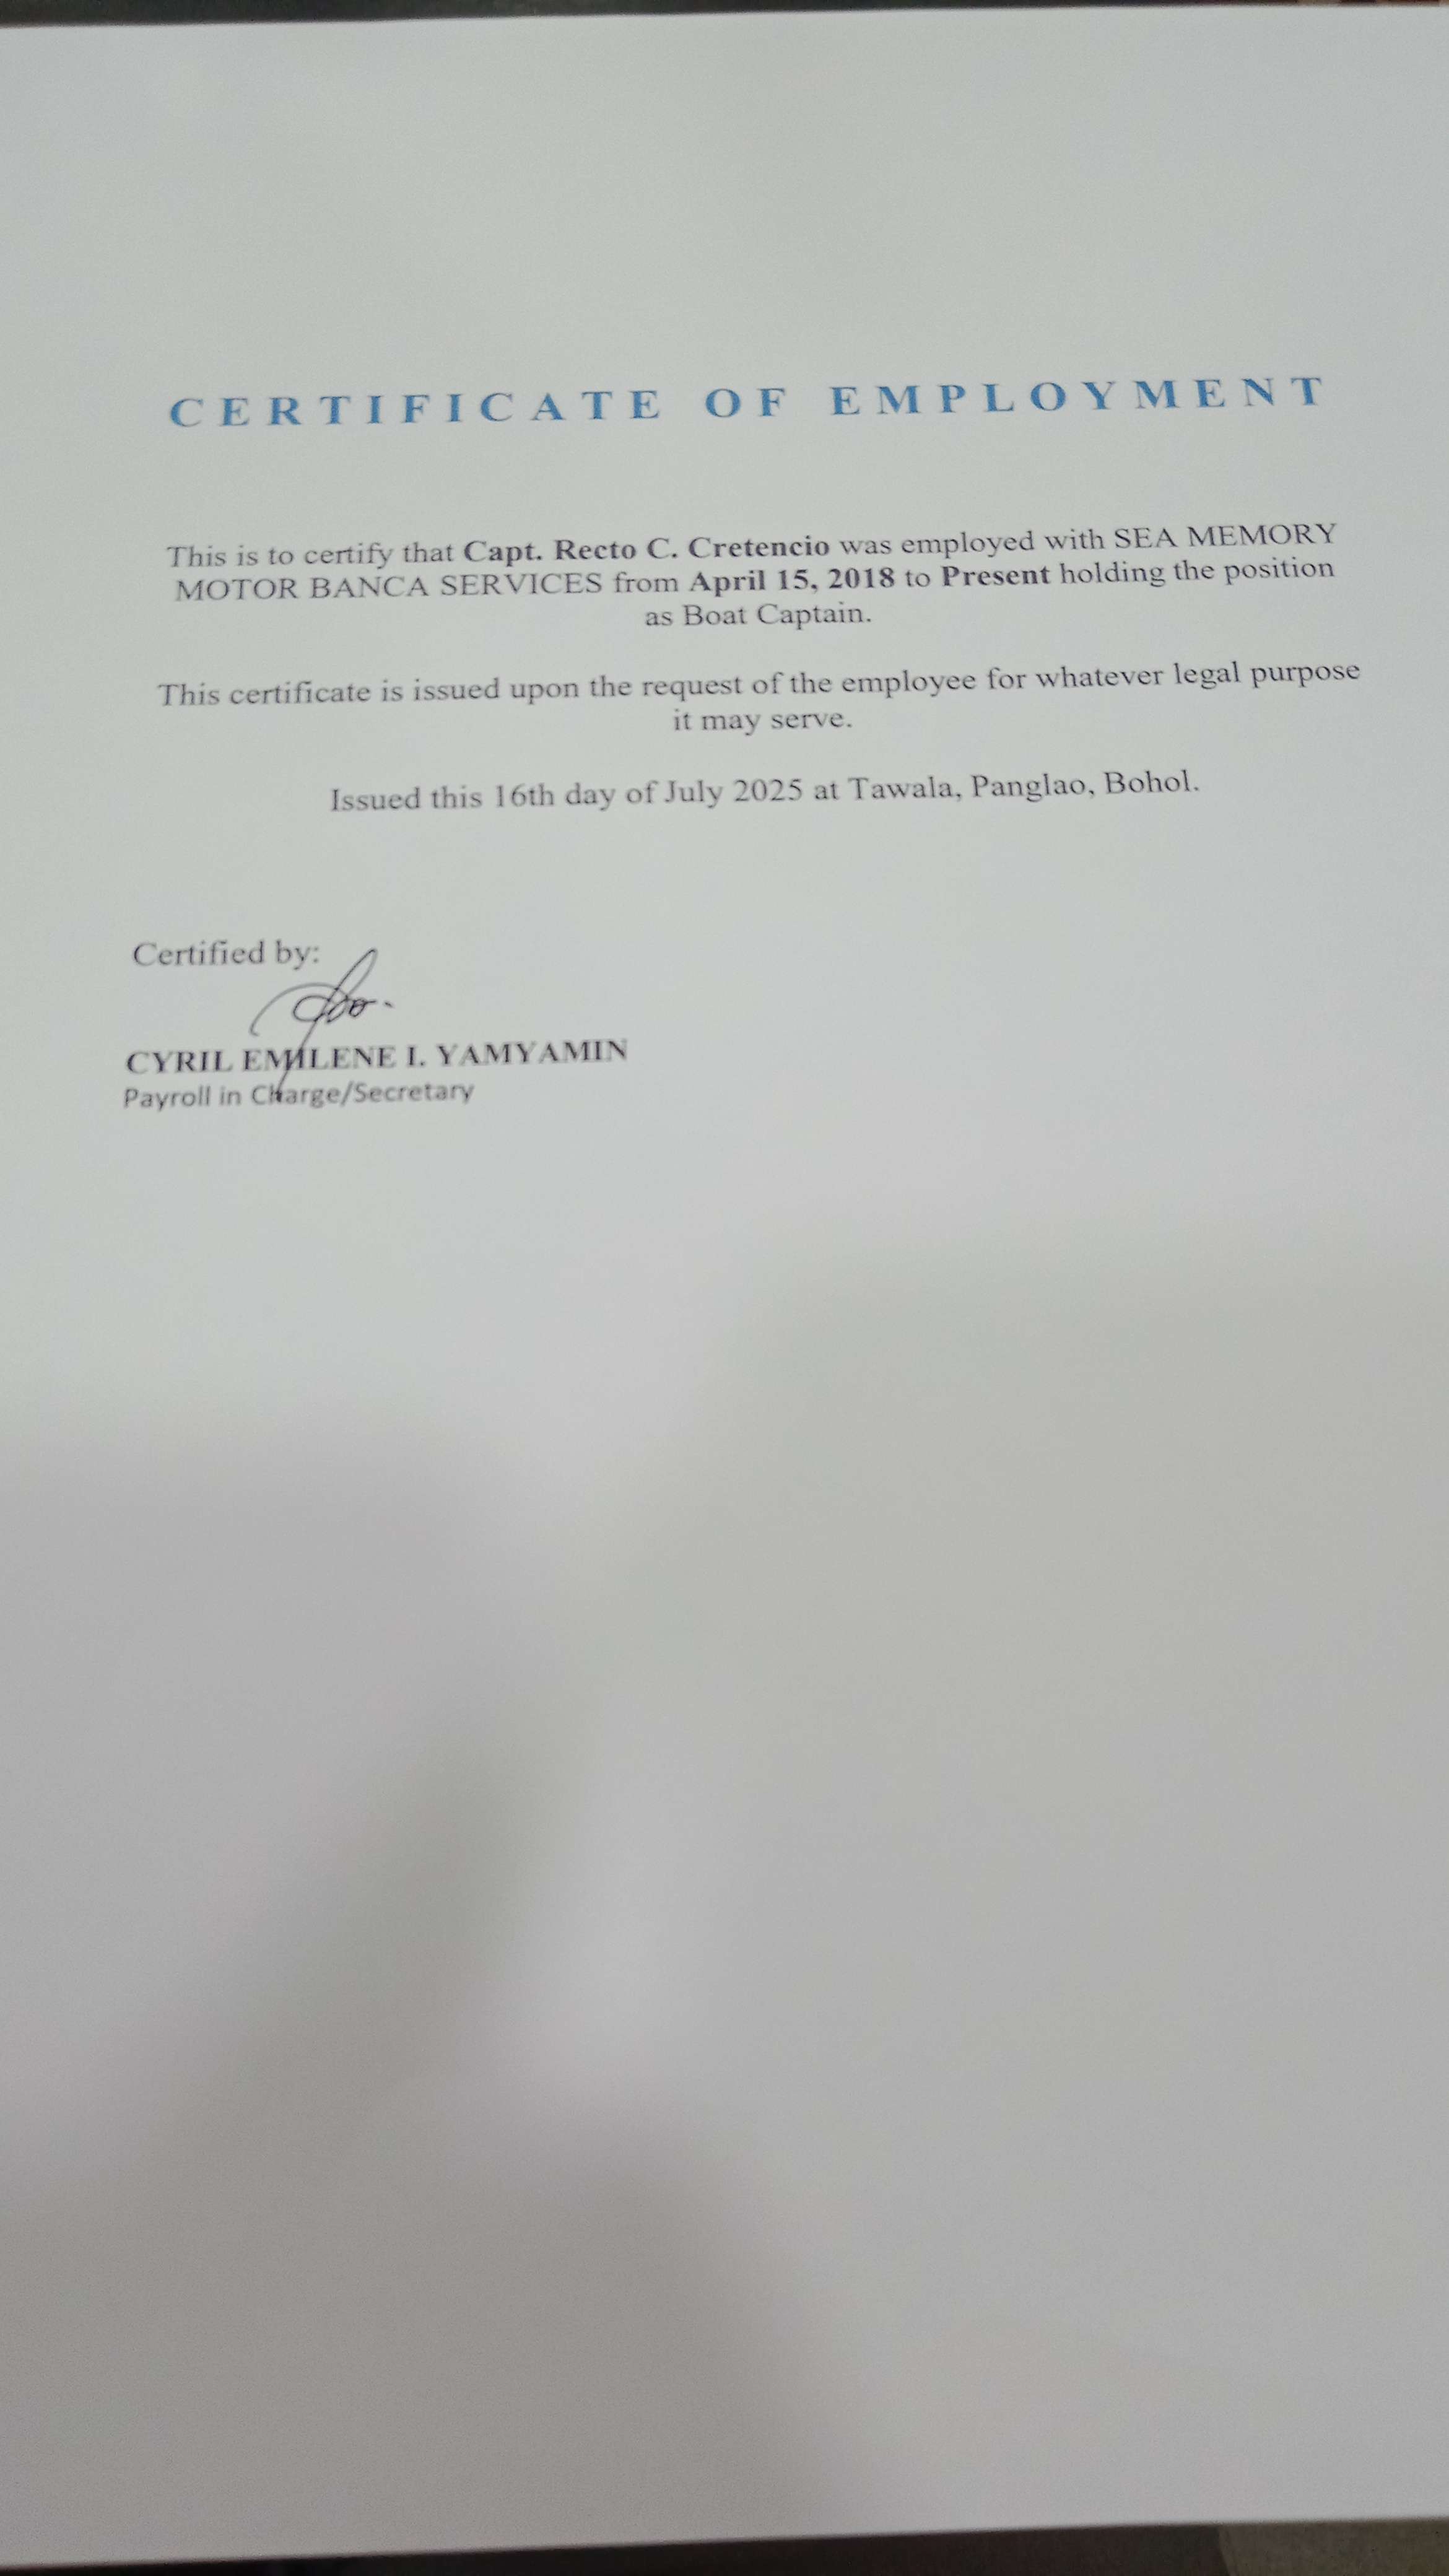 CERTIFICATE OF EMPLOYMENT
This is to certify that Capt. Recto C. Cretencio was employed with SEA MEMORY
MOTOR BANCA SERVICES from April 15, 2018 to Present holding the position
as Boat Captain.
This certificate is issued upon the request of the employee for whatever legal purpose
it may serve.
Issued this 16th day of July 2025 at Tawala, Panglao, Bohol.
Certified by:
CYRIL EMILENE I. YAMYAMIN
Payroll in Charge/Secretary